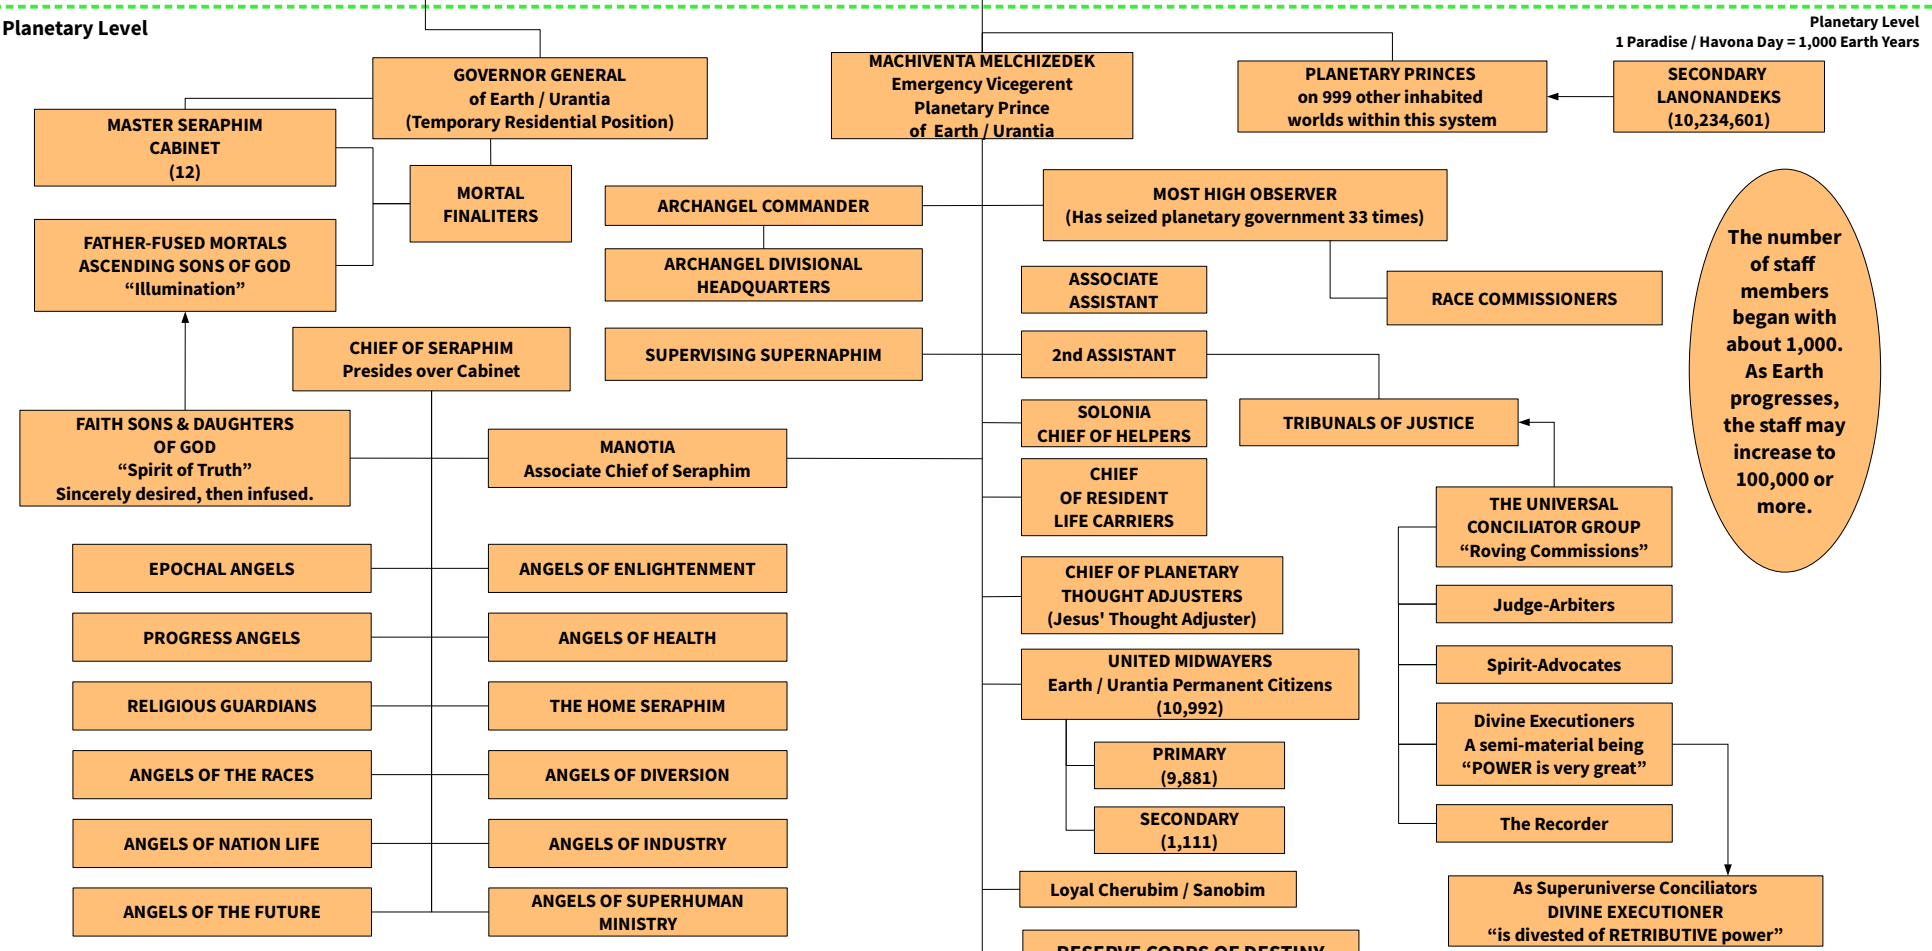 Planetary Level
Planetary Level
1 Paradise / Havona Day = 1,000 Earth Years
GOVERNOR GENERAL
of Earth / Urantia
(Temporary Residential Position)
MACHIVENTA MELCHIZEDEK
Emergency Vicegerent
Planetary Prince
of Earth / Urantia
PLANETARY PRINCES
on 999 other inhabited
worlds within this system
SECONDARY
LANONANDEKS
(10,234,601)
MASTER SERAPHIM
CABINET
(12)
MORTAL
FINALITERS
FATHER-FUSED MORTALS
ASCENDING SONS OF GOD
“Illumination”
ARCHANGEL COMMANDER
MOST HIGH OBSERVER
(Has seized planetary government 33 times)
ARCHANGEL DIVISIONAL
HEADQUARTERS
ASSOCIATE
ASSISTANT
RACE COMMISSIONERS
The number
of staff
members
began with
about 1,000.
As Earth
progresses,
the staff may
increase to
100,000 or
more.
CHIEF OF SERAPHIM
Presides over Cabinet
SUPERVISING SUPERNAPHIM
2nd ASSISTANT
FAITH SONS & DAUGHTERS
OF GOD
“Spirit of Truth”
Sincerely desired, then infused.
MANOTIA
Associate Chief of Seraphim
SOLONIA
CHIEF OF HELPERS
TRIBUNALS OF JUSTICE
CHIEF
OF RESIDENT
LIFE CARRIERS
THE UNIVERSAL
CONCILIATOR GROUP
“Roving Commissions”
EPOCHAL ANGELS
ANGELS OF ENLIGHTENMENT
CHIEF OF PLANETARY
THOUGHT ADJUSTERS
(Jesus' Thought Adjuster)
Judge-Arbiters
PROGRESS ANGELS
ANGELS OF HEALTH
UNITED MIDWAYERS
Earth / Urantia Permanent Citizens
(10,992)
Spirit-Advocates
RELIGIOUS GUARDIANS
THE HOME SERAPHIM
Divine Executioners
A semi-material being
“POWER is very great”
PRIMARY
(9,881)
ANGELS OF THE RACES
ANGELS OF DIVERSION
SECONDARY
(1,111)
The Recorder
ANGELS OF NATION LIFE
ANGELS OF INDUSTRY
Loyal Cherubim / Sanobim
As Superuniverse Conciliators
DIVINE EXECUTIONER
“is divested of RETRIBUTIVE power”
ANGELS OF THE FUTURE
ANGELS OF SUPERHUMAN
MINISTRY
RESERVE CORPS OF DESTINY